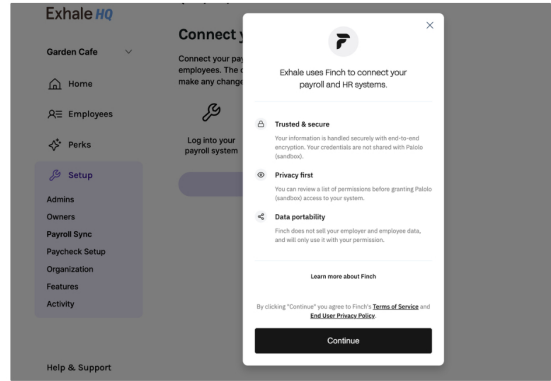 Exhale HQ
Garden Cafe
Home
Employees
Perks
Setup
Admins
Owners
Payroll Sync
Paycheck Setup
Organization
Features
Activity
Help & Support
Connect
Connect your pay
employees. The
make any change
Log into your
payroll system
Exhale uses Finch to connect your
payroll and HR systems.
Trusted & secure
Your information is handled securely with end-to-end
encryption. Your credentials are not shared with Palolo
(sandbox).
Privacy first
You can review a list of permissions before granting Palolo
(sandbox) access to your system.
Data portability
Finch does not sell your employer and employee data,
and will only use it with your permission.
Learn more about Finch
By clicking "Continue" you agree to Finch's Terms of Service and
End User Privacy Policy.
Continue